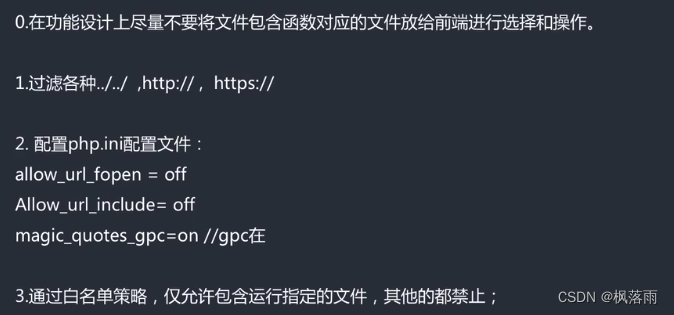 0.在功能设计上尽量不要将文件包含函数对应的文件放给前端进行选择和操作。
1.过滤各种../../ ,http:// , https://
2. 配置php.ini配置文件：
allow_url_fopen = off
Allow_url_include= off
magic_quotes_gpc=on //gpc在
3.通过白名单策略，仅允许包含运行指定的文件，其他的都禁止；
CSDN @枫落雨